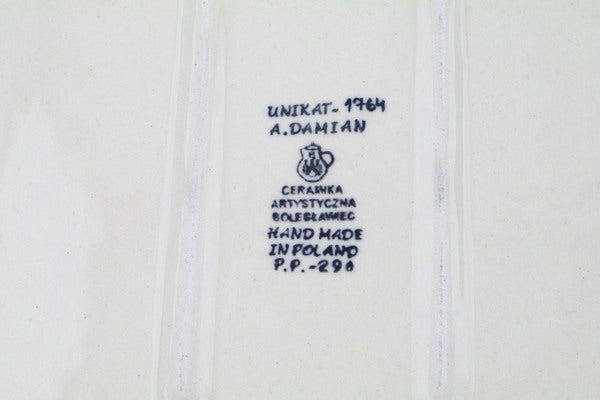 UNIKAT-1764
A.DAMIAN
CERAMIKA
ARTYSTYCZNA
BOLESŁAWIEC
HAND MADE
IN POLAND
P.P.-290